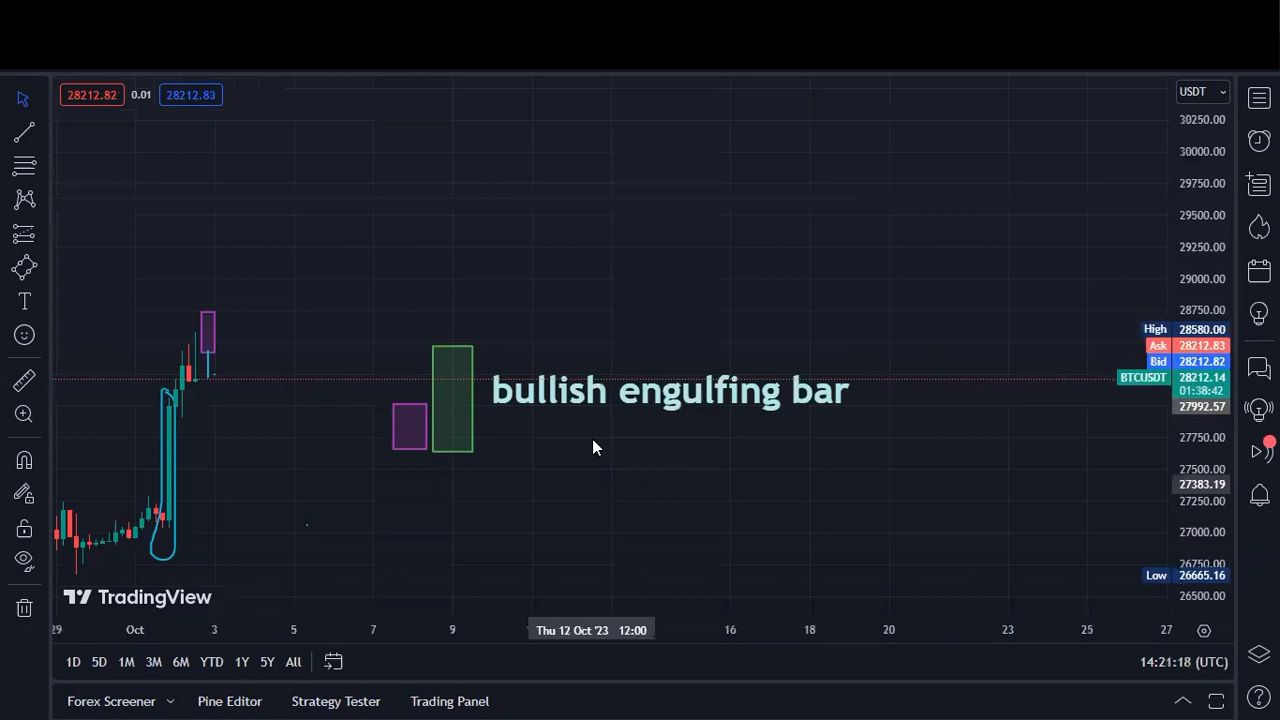 28212.82 0.01 28212.83 USDT
30250.00
30000.00
29750.00
29500.00
29250.00
29000.00
28750.00
High 28580.00
Ask 28212.83
Bid 28212.82
BTCUSDT 28212.14
01:38:42
27992.57
bullish engulfing bar
27750.00
27500.00
27383.19
27250.00
27000.00
26750.00
Low 26665.16
26500.00
TradingView
29 Oct 3 5 7 9 Thu 12 Oct '23 12:00 16 18 20 23 25 27
1D 5D 1M 3M 6M YTD 1Y 5Y All 14:21:18 (UTC)
Forex Screener Pine Editor Strategy Tester Trading Panel